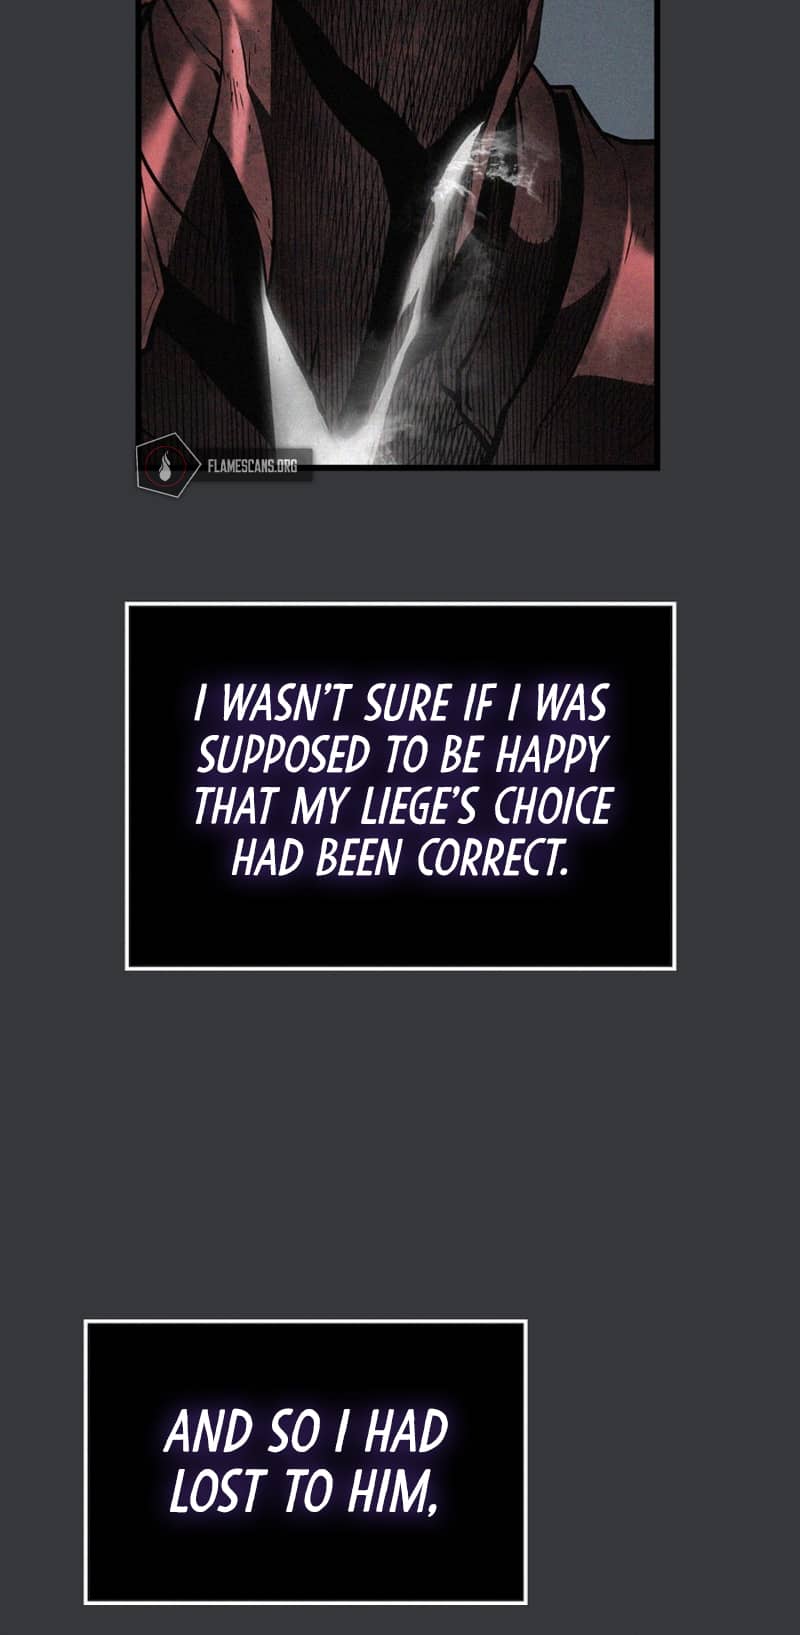 FLAMESCANS.ORG
I WASN'T SURE IF I WAS
SUPPOSED TO BE HAPPY
THAT MY LIEGE'S CHOICE
HAD BEEN CORRECT.
AND SO I HAD
LOST TO HIM,